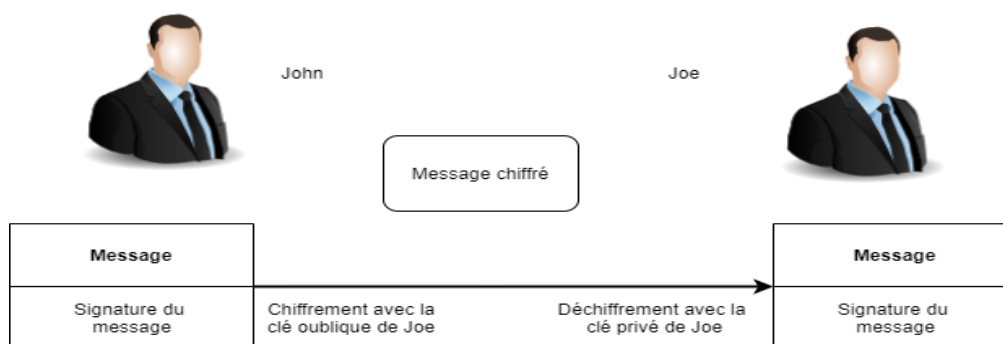 John
Joe
Message chiffré
Message
Message
Signature du
message
Chiffrement avec la
clé oublique de Joe
Déchiffrement avec la
clé privé de Joe
Signature du
message